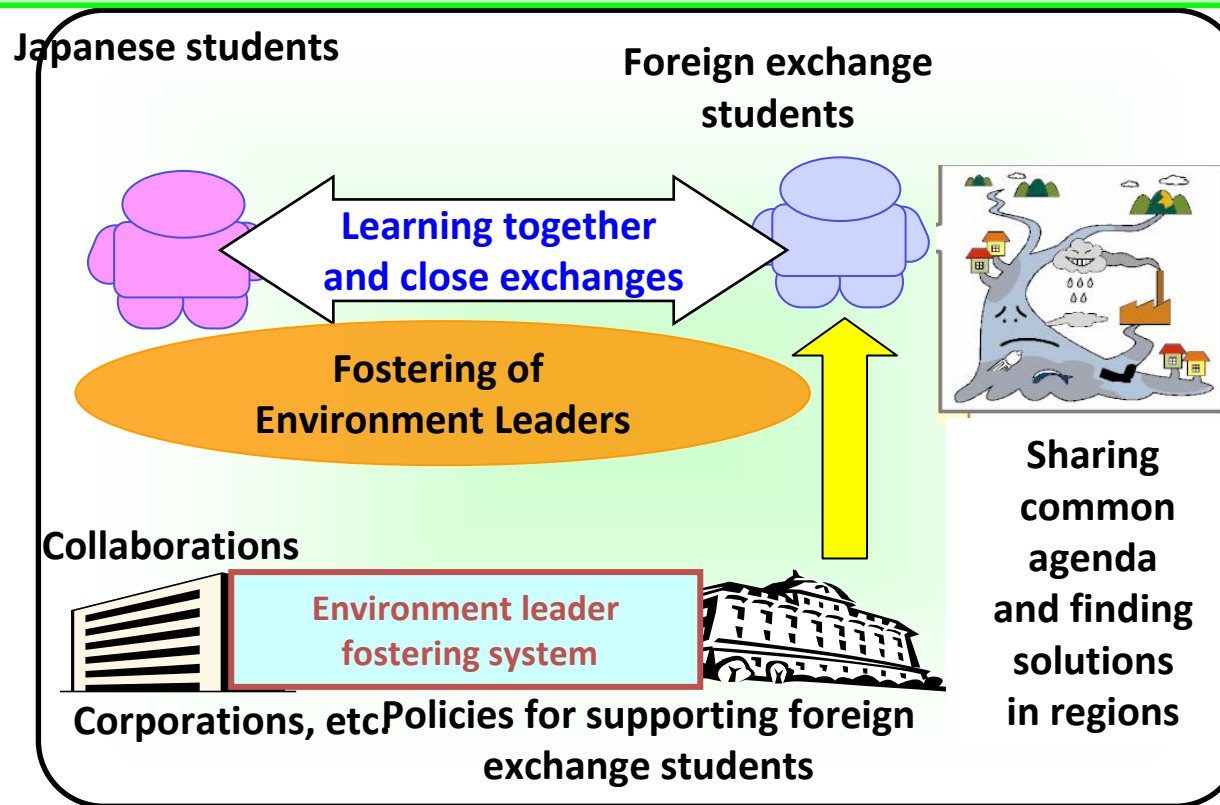 Japanese students
Foreign exchange
students
Learning together
and close exchanges
Fostering of
Environment Leaders
Sharing
common
agenda
and finding
solutions
in regions
Collaborations
Environment leader
fostering system
Corporations, etc.
Policies for supporting foreign
exchange students